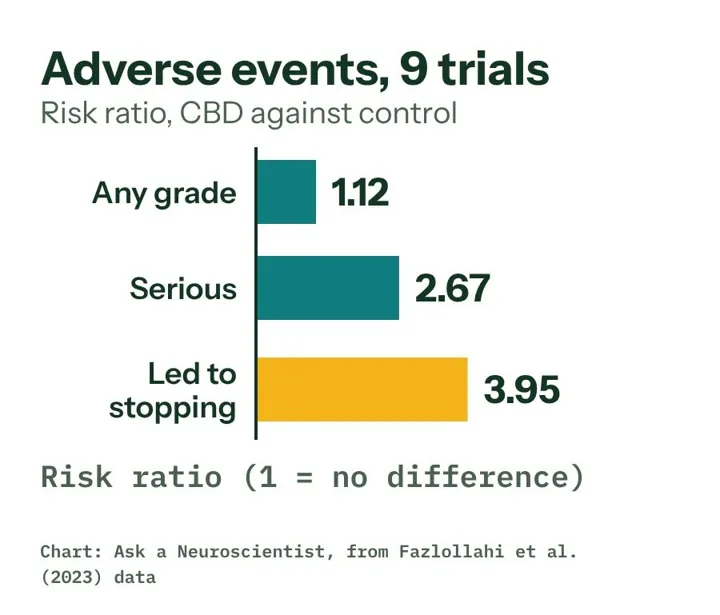 Adverse events, 9 trials
Risk ratio, CBD against control
Any grade 1.12
Serious 2.67
Led to
stopping 3.95
Risk ratio (1 = no difference)
Chart: Ask a Neuroscientist, from Fazlollahi et al.
(2023) data